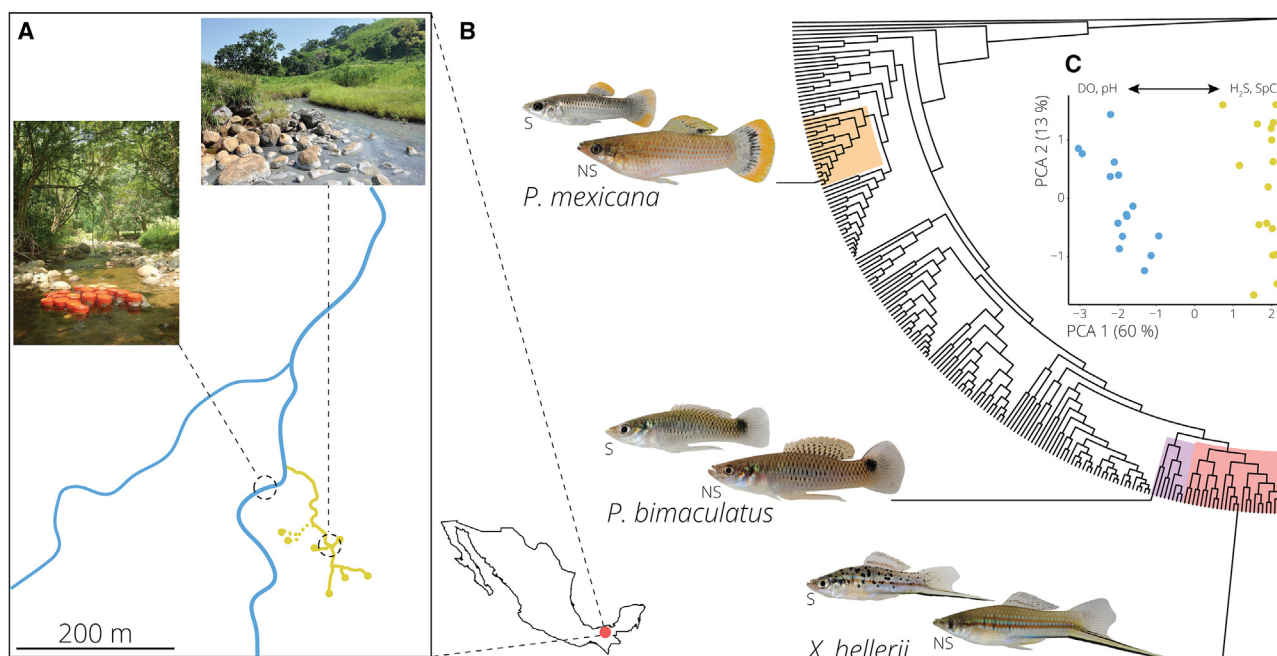 A
200 m
B
S
NS
P. mexicana
S
NS
P. bimaculatus
S
NS
X. hellerii
C
DO, pH
H₂S, SpC
PCA 2 (13 %)
1
0
−1
−3 −2 −1 0 1 2
PCA 1 (60 %)